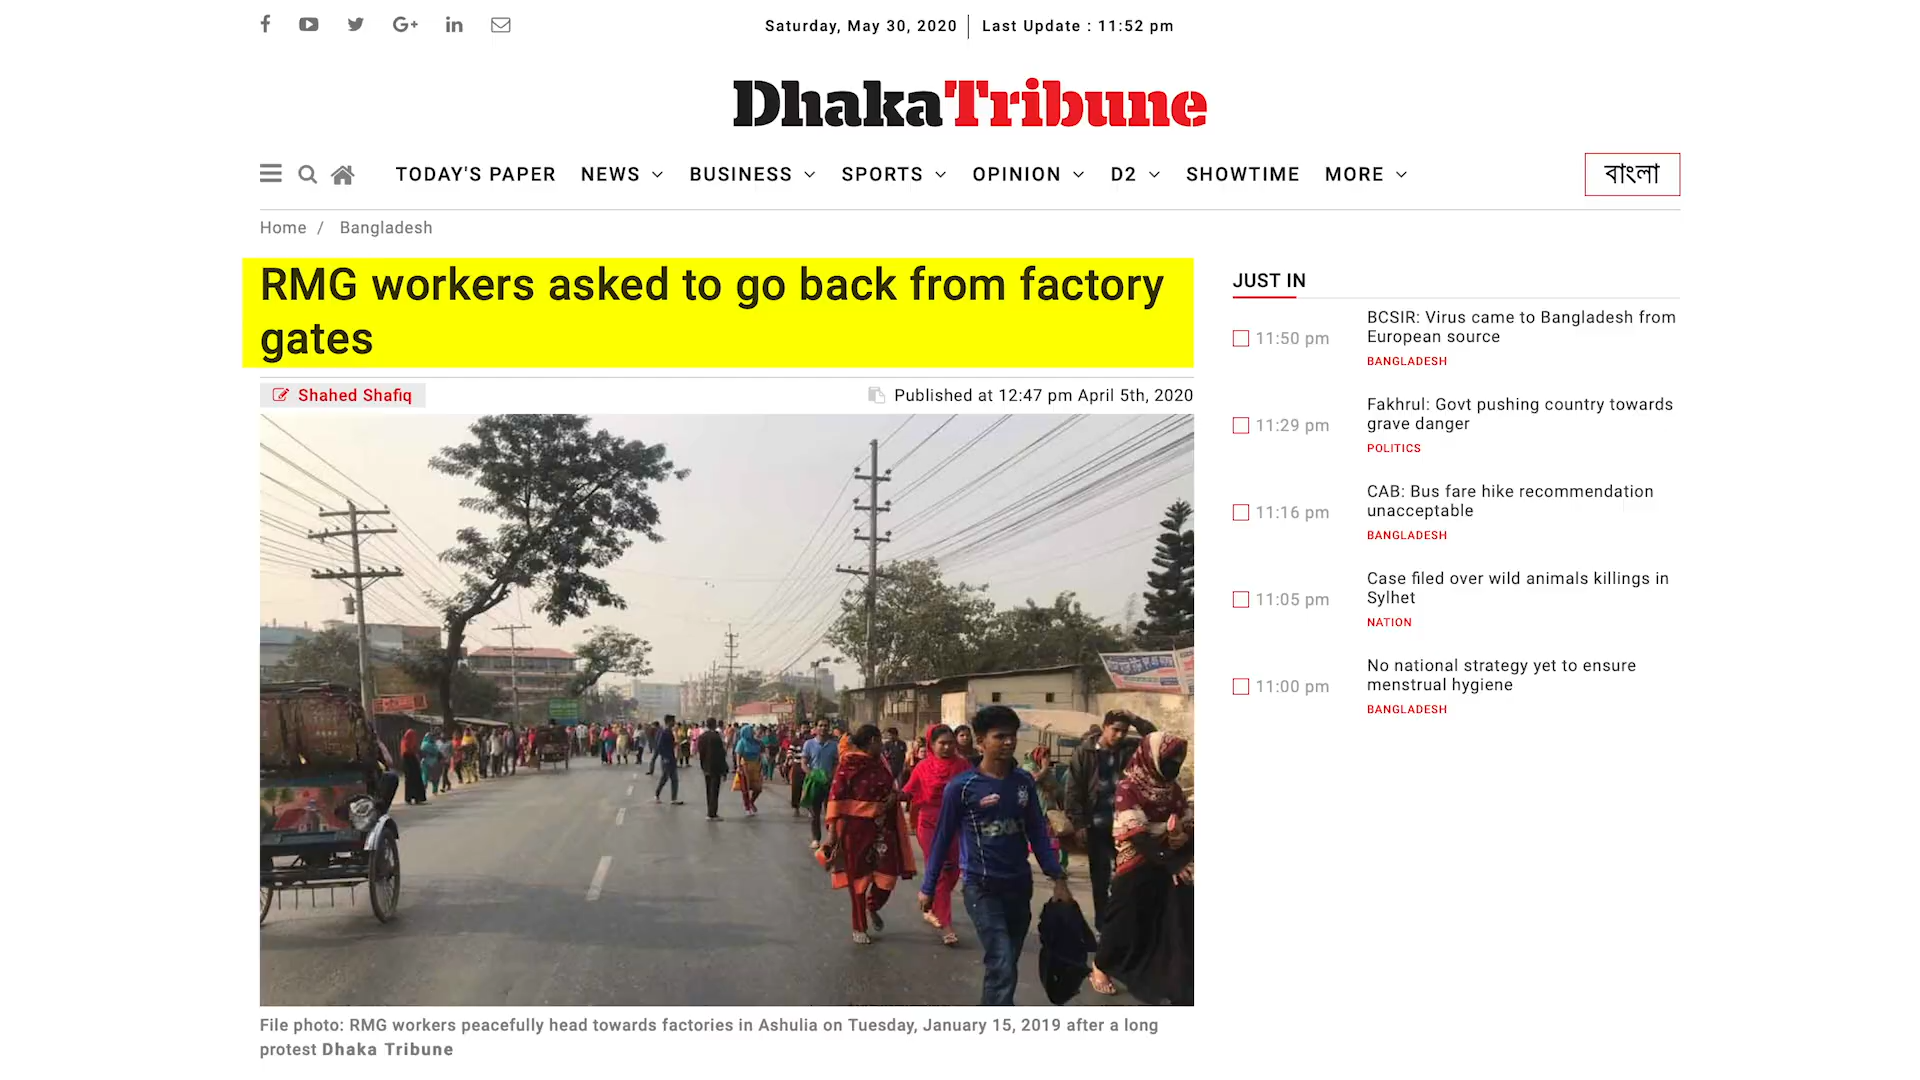 Saturday, May 30, 2020 | Last Update : 11:52 pm
DhakaTribune
TODAY'S PAPER NEWS BUSINESS SPORTS OPINION D2 SHOWTIME MORE বাংলা
Home / Bangladesh
RMG workers asked to go back from factory
gates
Shahed Shafiq Published at 12:47 pm April 5th, 2020
File photo: RMG workers peacefully head towards factories in Ashulia on Tuesday, January 15, 2019 after a long
protest Dhaka Tribune
JUST IN
11:50 pm
BCSIR: Virus came to Bangladesh from
European source
BANGLADESH
11:29 pm
Fakhrul: Govt pushing country towards
grave danger
POLITICS
11:16 pm
CAB: Bus fare hike recommendation
unacceptable
BANGLADESH
11:05 pm
Case filed over wild animals killings in
Sylhet
NATION
11:00 pm
No national strategy yet to ensure
menstrual hygiene
BANGLADESH